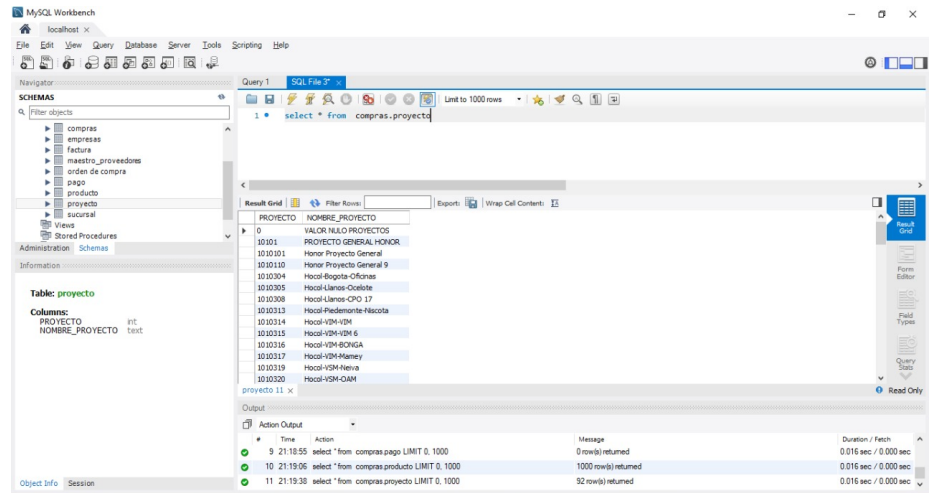 MySQL Workbench
localhost ×
File Edit View Query Database Server Tools Scripting Help
Navigator
SCHEMAS
Filter objects
compras
empresas
factura
maestro_proveedores
orden de compra
pago
producto
proyecto
sucursal
Views
Stored Procedures
Administration Schemas
Information
Table: proyecto
Columns:
PROYECTO int
NOMBRE_PROYECTO text
Object Info Session
Query 1 SQL File 3* ×
Limit to 1000 rows
1 select * from compras.proyecto
Result Grid Filter Rows: Export: Wrap Cell Content:
PROYECTO NOMBRE_PROYECTO
0 VALOR NULO PROYECTOS
10101 PROYECTO GENERAL HONOR
1010101 Honor Proyecto General
1010110 Honor Proyecto General 9
1010304 Hocol-Bogota-Oficinas
1010305 Hocol-Llanos-Ocelote
1010308 Hocol-Llanos-CPO 17
1010313 Hocol-Piedemonte-Niscota
1010314 Hocol-VIM-VIM
1010315 Hocol-VIM-VIM 6
1010316 Hocol-VIM-BONGA
1010317 Hocol-VIM-Mamey
1010319 Hocol-VSM-Neiva
1010320 Hocol-VSM-OAM
Result Grid
Form Editor
Field Types
Query Stats
proyecto 11 × Read Only
Output
Action Output
# Time Action Message Duration / Fetch
9 21:18:55 select * from compras.pago LIMIT 0, 1000 0 row(s) returned 0.016 sec / 0.000 sec
10 21:19:06 select * from compras.producto LIMIT 0, 1000 1000 row(s) returned 0.016 sec / 0.000 sec
11 21:19:38 select * from compras.proyecto LIMIT 0, 1000 92 row(s) returned 0.016 sec / 0.000 sec